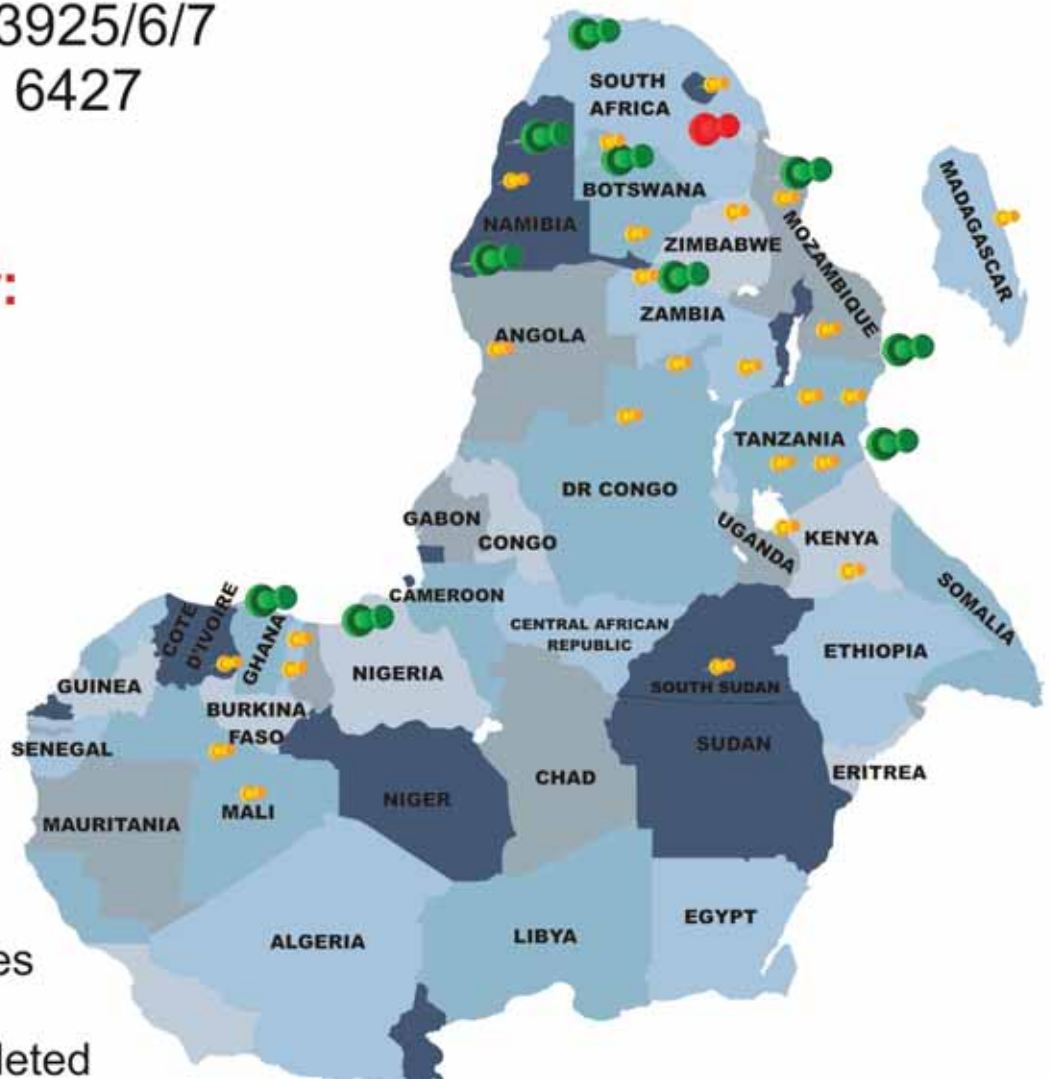 3925/6/7
6427
:
SOUTH
AFRICA
BOTSWANA
NAMIBIA
ZIMBABWE
MOZAMBIQUE
MADAGASCAR
ZAMBIA
ANGOLA
TANZANIA
DR CONGO
GABON
CONGO
UGANDA
KENYA
SOMALIA
CAMEROON
CENTRAL AFRICAN
REPUBLIC
ETHIOPIA
COTE
D'IVOIRE
GHANA
NIGERIA
GUINEA
BURKINA
FASO
SOUTH SUDAN
SENEGAL
SUDAN
ERITREA
CHAD
NIGER
MALI
MAURITANIA
EGYPT
LIBYA
ALGERIA
es
leted